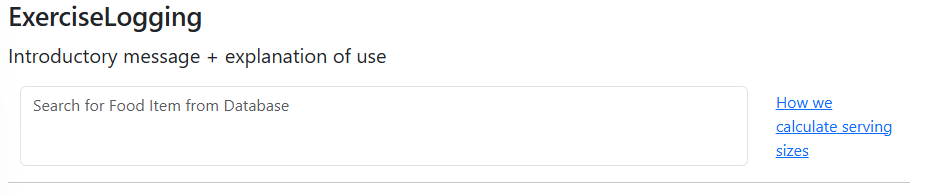 ExerciseLogging
Introductory message + explanation of use
Search for Food Item from Database
How we
calculate serving
sizes